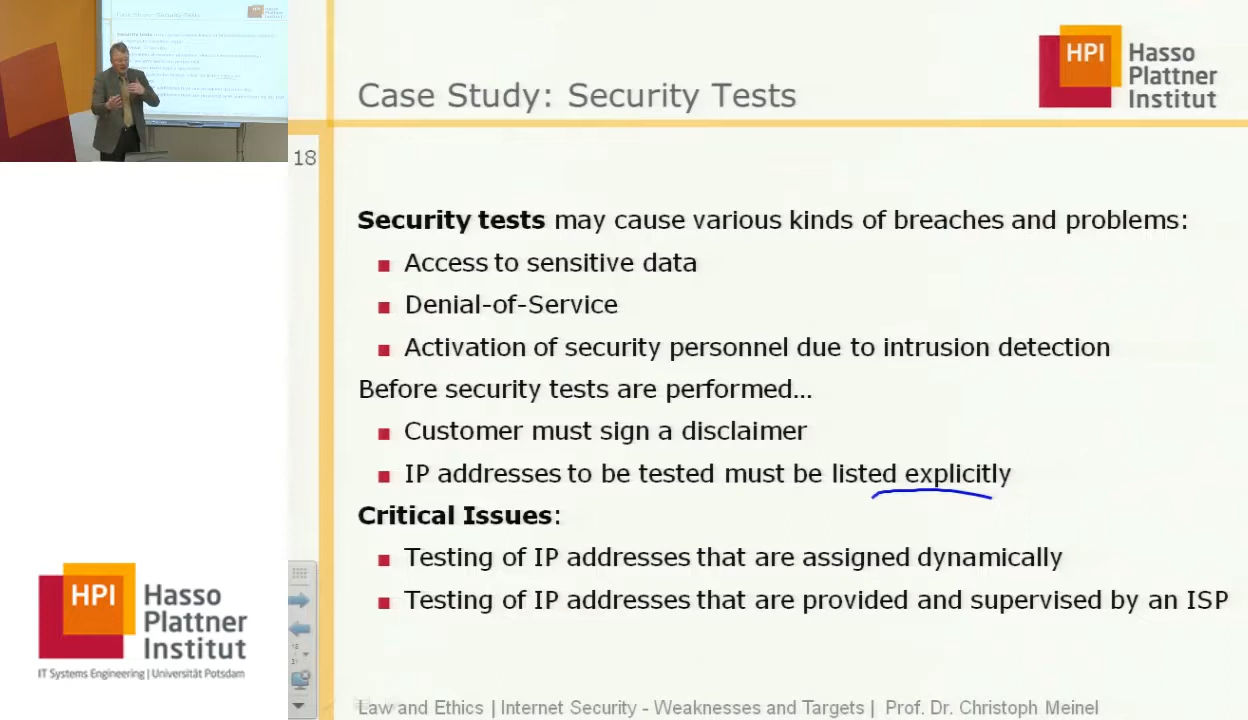 Case Study: Security Tests
HPI Hasso
Plattner
Institut
18
Security tests may cause various kinds of breaches and problems:
Access to sensitive data
Denial-of-Service
Activation of security personnel due to intrusion detection
Before security tests are performed...
Customer must sign a disclaimer
IP addresses to be tested must be listed explicitly
Critical Issues:
Testing of IP addresses that are assigned dynamically
Testing of IP addresses that are provided and supervised by an ISP
HPI Hasso
Plattner
Institut
IT Systems Engineering | Universität Potsdam
Law and Ethics | Internet Security - Weaknesses and Targets | Prof. Dr. Christoph Meinel